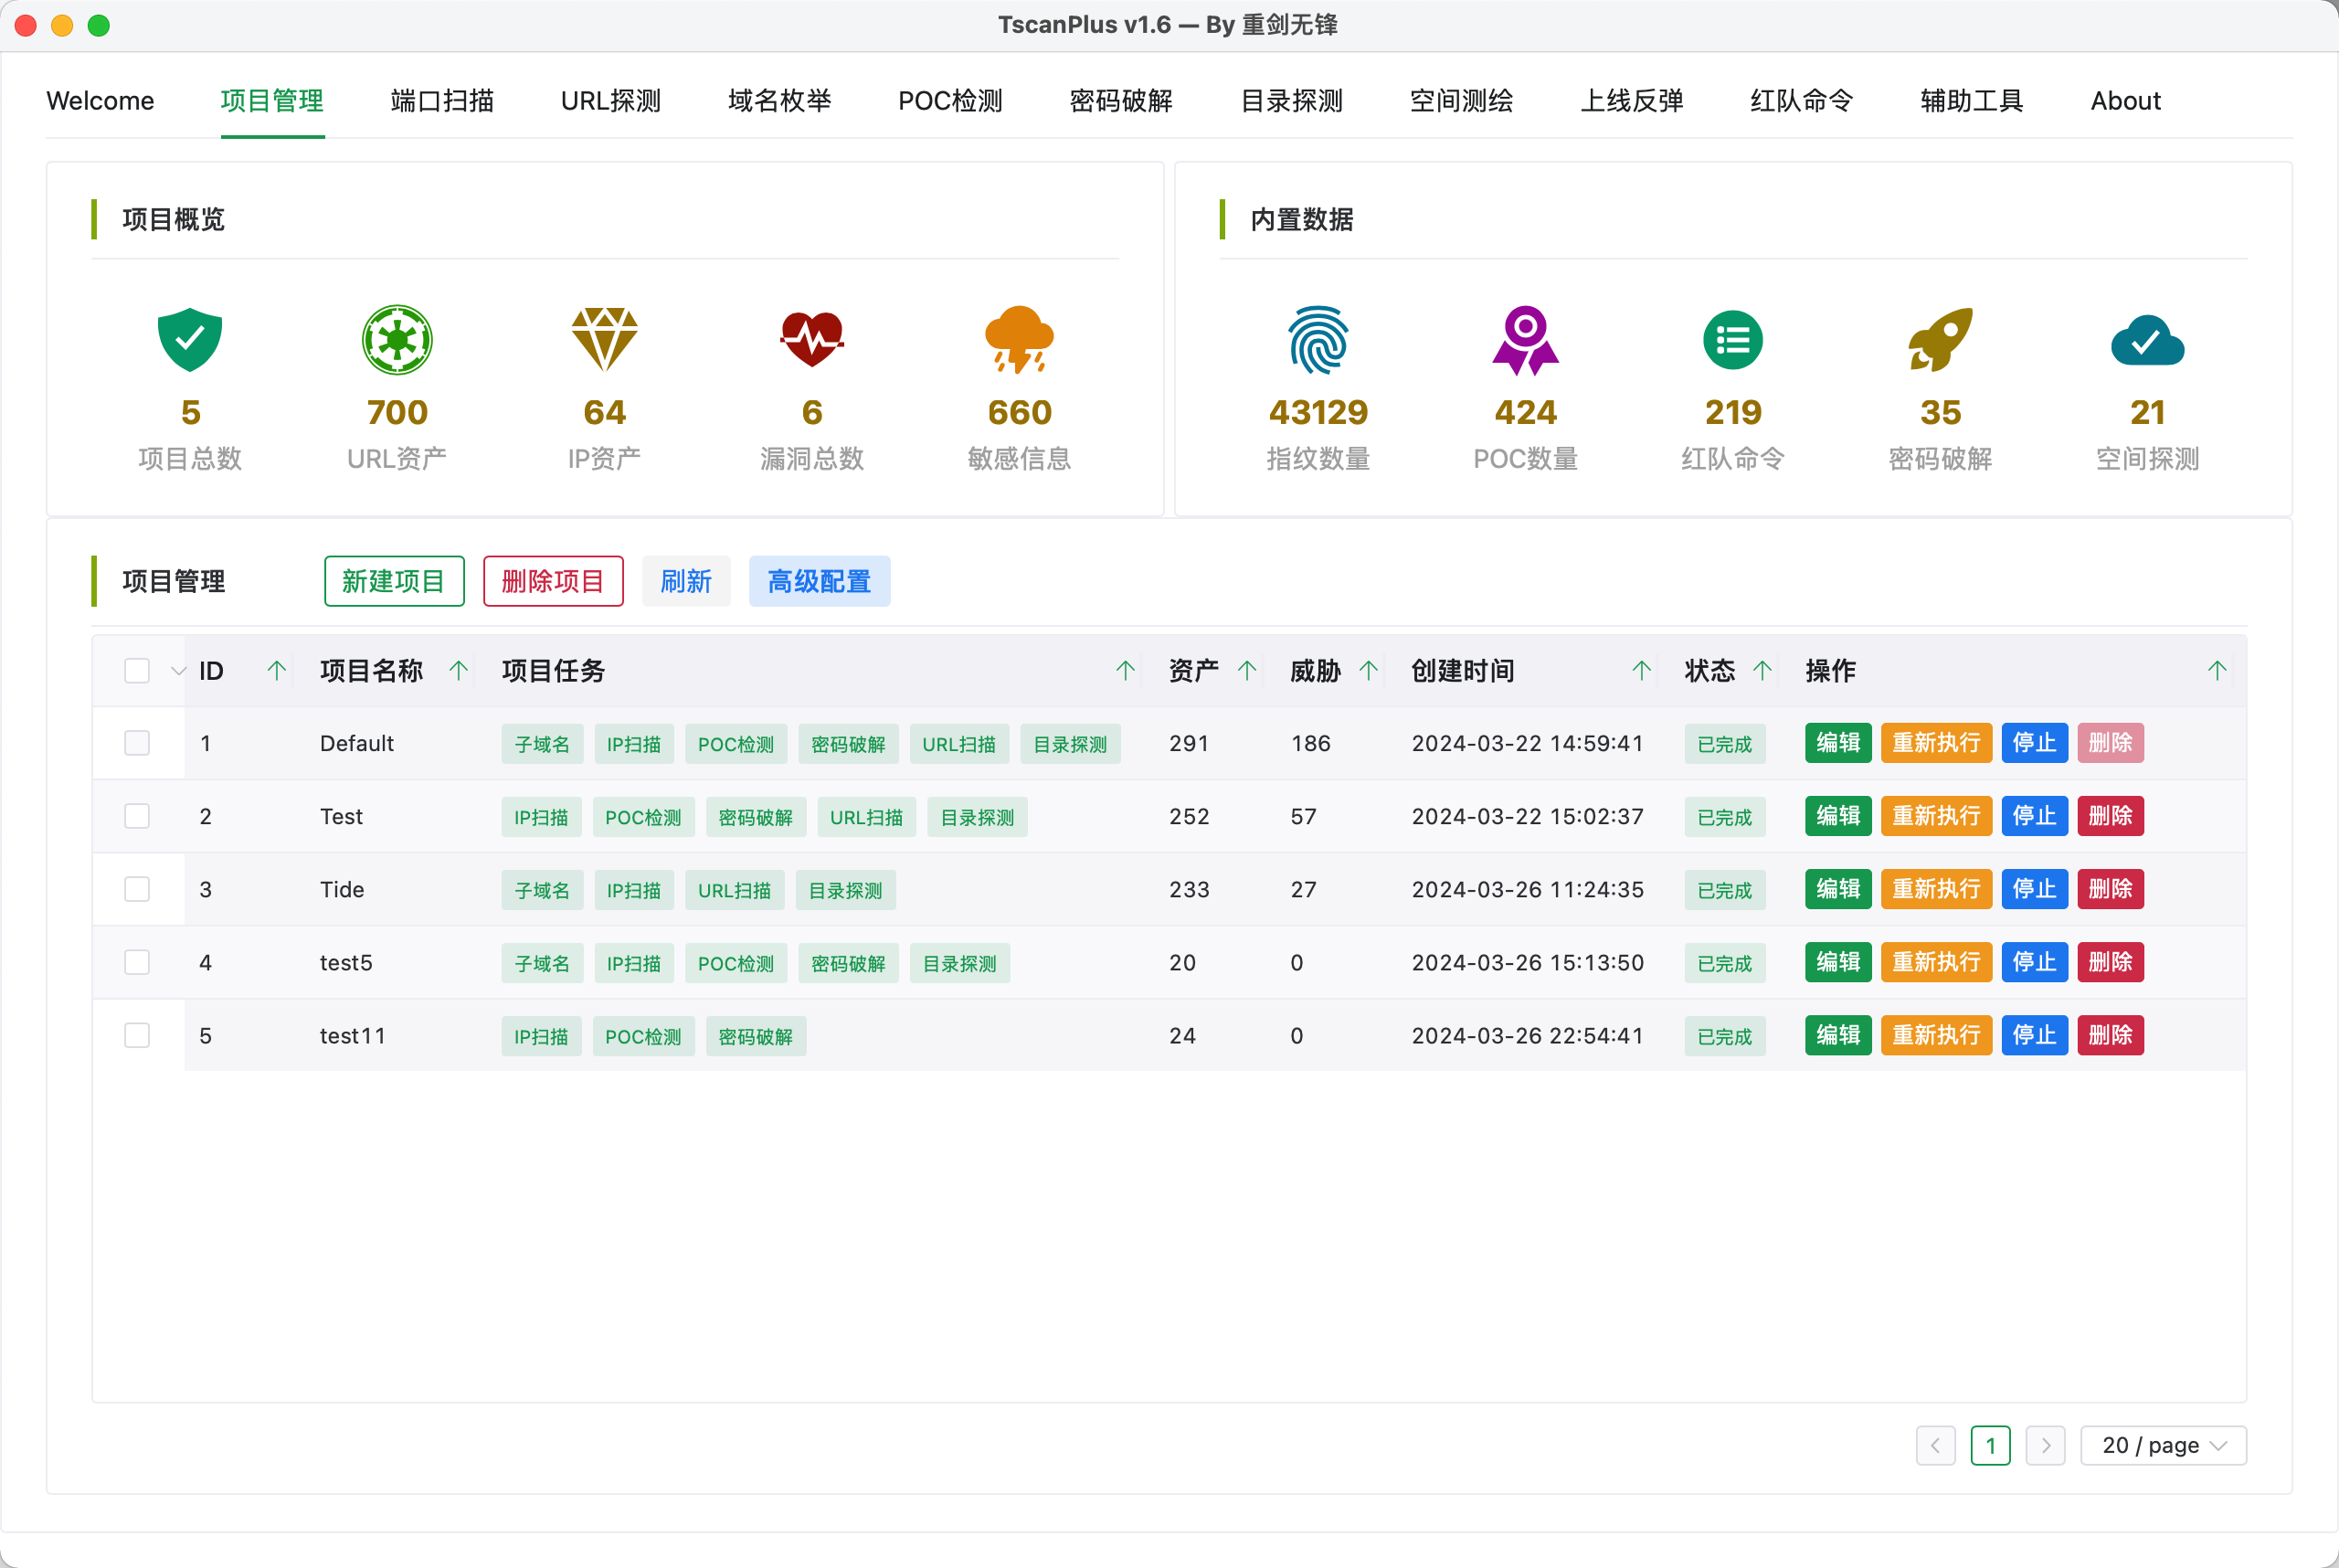 TscanPlus v1.6 — By 重剑无锋
Welcome 项目管理 端口扫描 URL探测 域名枚举 POC检测 密码破解 目录探测 空间测绘 上线反弹 红队命令 辅助工具 About
项目概览
5 700 64 6 660
项目总数 URL资产 IP资产 漏洞总数 敏感信息
内置数据
43129 424 219 35 21
指纹数量 POC数量 红队命令 密码破解 空间探测
项目管理 新建项目 删除项目 刷新 高级配置
ID 项目名称 项目任务 资产 威胁 创建时间 状态 操作
1 Default 子域名 IP扫描 POC检测 密码破解 URL扫描 目录探测 291 186 2024-03-22 14:59:41 已完成 编辑 重新执行 停止 删除
2 Test IP扫描 POC检测 密码破解 URL扫描 目录探测 252 57 2024-03-22 15:02:37 已完成 编辑 重新执行 停止 删除
3 Tide 子域名 IP扫描 URL扫描 目录探测 233 27 2024-03-26 11:24:35 已完成 编辑 重新执行 停止 删除
4 test5 子域名 IP扫描 POC检测 密码破解 目录探测 20 0 2024-03-26 15:13:50 已完成 编辑 重新执行 停止 删除
5 test11 IP扫描 POC检测 密码破解 24 0 2024-03-26 22:54:41 已完成 编辑 重新执行 停止 删除
1 20 / page